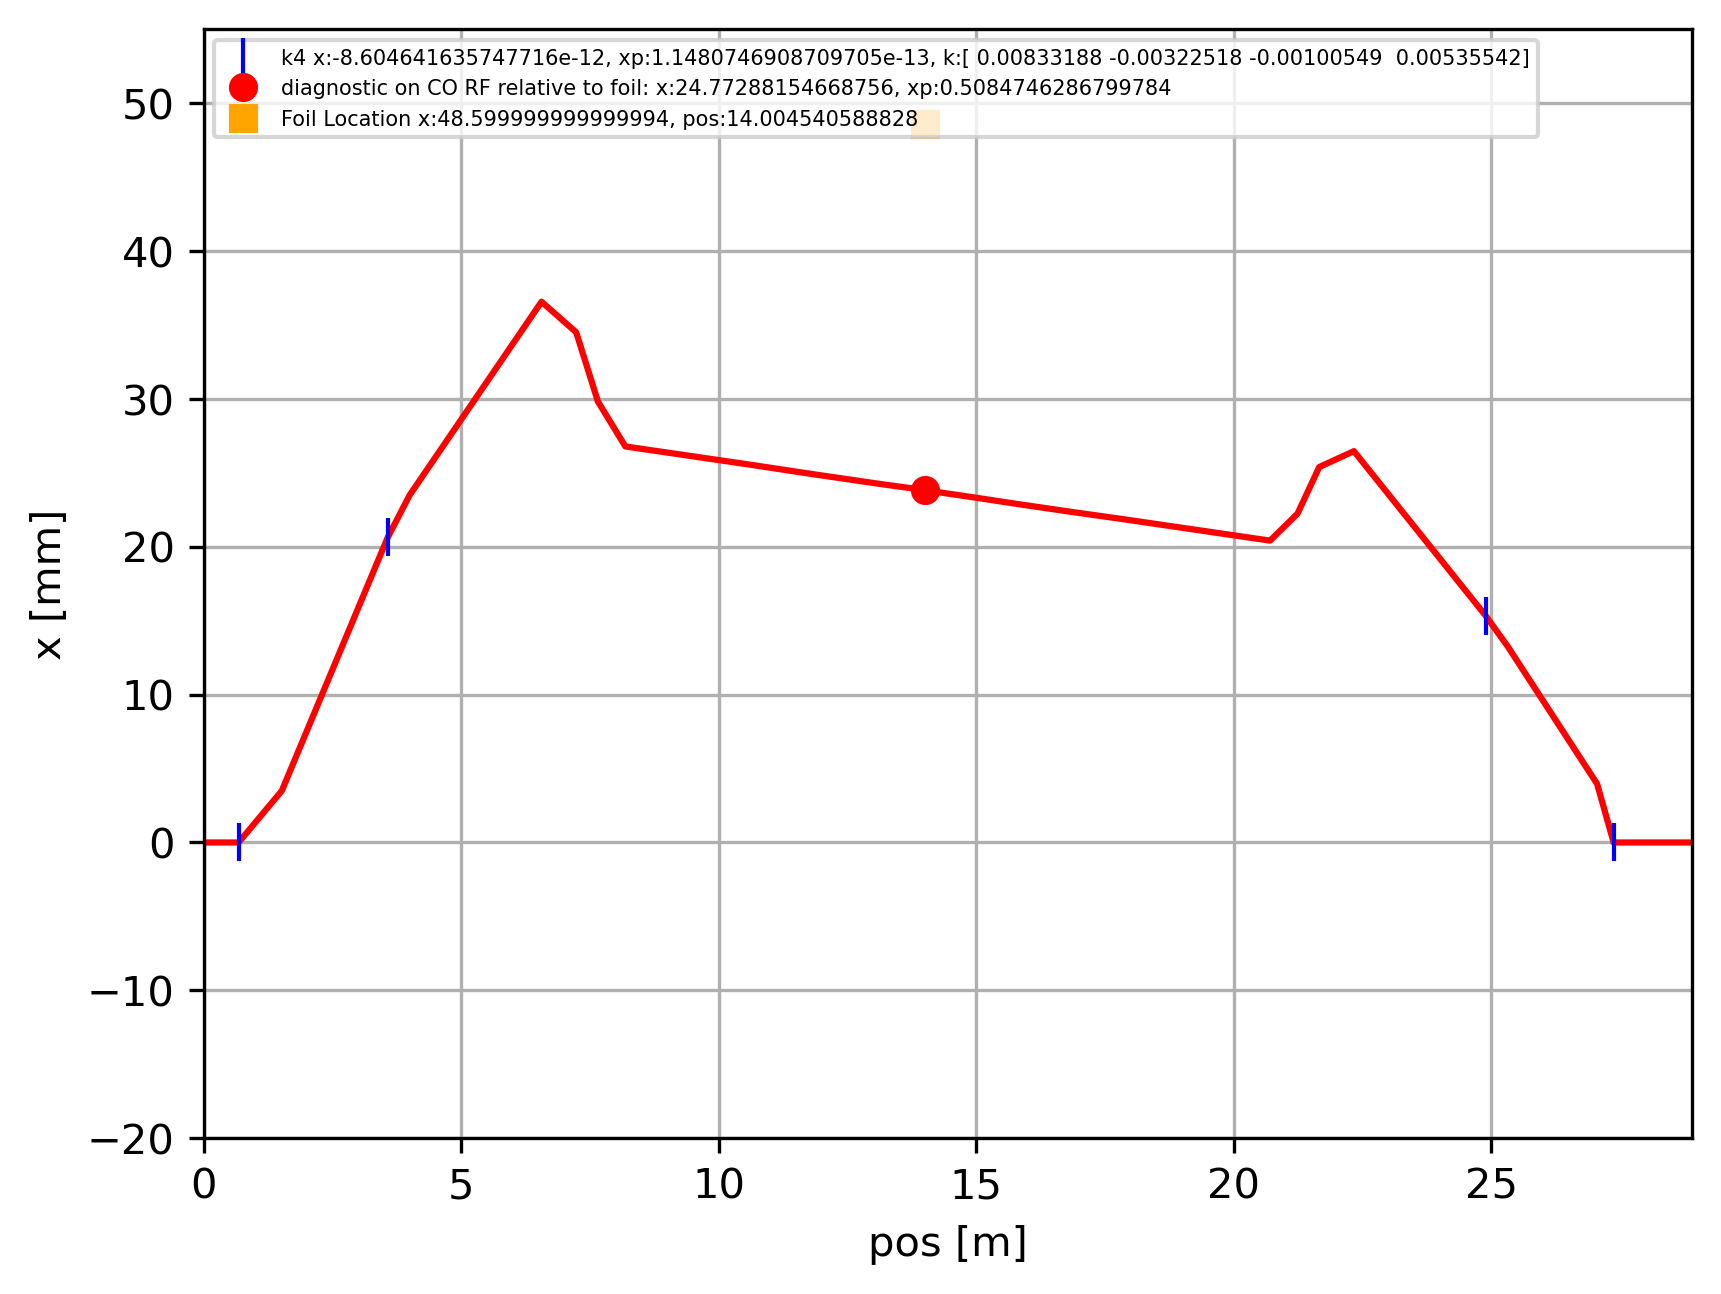 k4 x:-8.604641635747716e-12, xp:1.1480746908709705e-13, k:[ 0.00833188 -0.00322518 -0.00100549  0.00535542]
diagnostic on CO RF relative to foil: x:24.77288154668756, xp:0.5084746286799784
Foil Location x:48.599999999999994, pos:14.004540588828
50
40
30
20
10
0
−10
−20
x [mm]
0 5 10 15 20 25
pos [m]